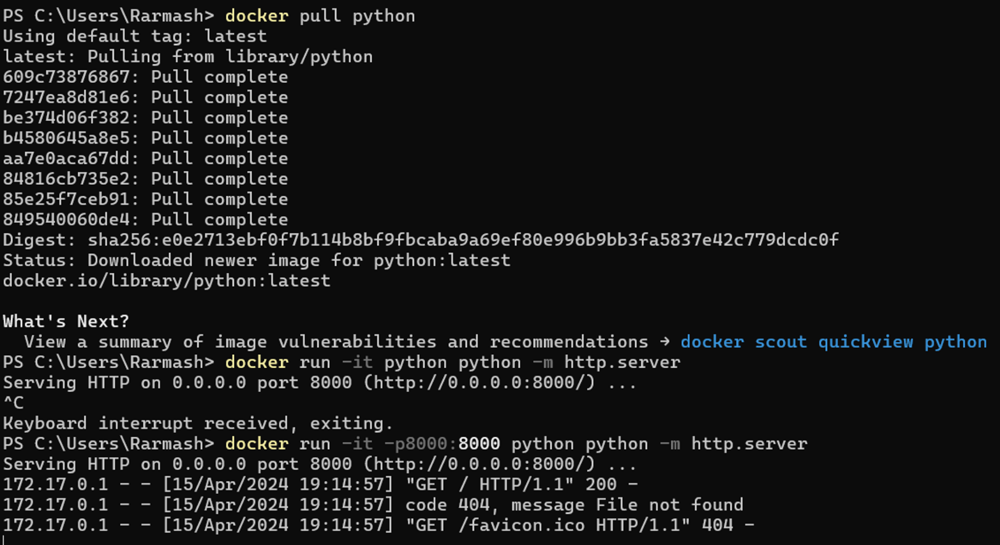 PS C:\Users\Rarmash> docker pull python
Using default tag: latest
latest: Pulling from library/python
609c73876867: Pull complete
7247ea8d81e6: Pull complete
be374d06f382: Pull complete
b4580645a8e5: Pull complete
aa7e0aca67dd: Pull complete
84816cb735e2: Pull complete
85e25f7ceb91: Pull complete
849540060de4: Pull complete
Digest: sha256:e0e2713ebf0f7b114b8bf9fbcaba9a69ef80e996b9bb3fa5837e42c779dcdc0f
Status: Downloaded newer image for python:latest
docker.io/library/python:latest
What's Next?
  View a summary of image vulnerabilities and recommendations → docker scout quickview python
PS C:\Users\Rarmash> docker run -it python python -m http.server
Serving HTTP on 0.0.0.0 port 8000 (http://0.0.0.0:8000/) ...
^C
Keyboard interrupt received, exiting.
PS C:\Users\Rarmash> docker run -it -p8000:8000 python python -m http.server
Serving HTTP on 0.0.0.0 port 8000 (http://0.0.0.0:8000/) ...
172.17.0.1 - - [15/Apr/2024 19:14:57] "GET / HTTP/1.1" 200 -
172.17.0.1 - - [15/Apr/2024 19:14:57] code 404, message File not found
172.17.0.1 - - [15/Apr/2024 19:14:57] "GET /favicon.ico HTTP/1.1" 404 -